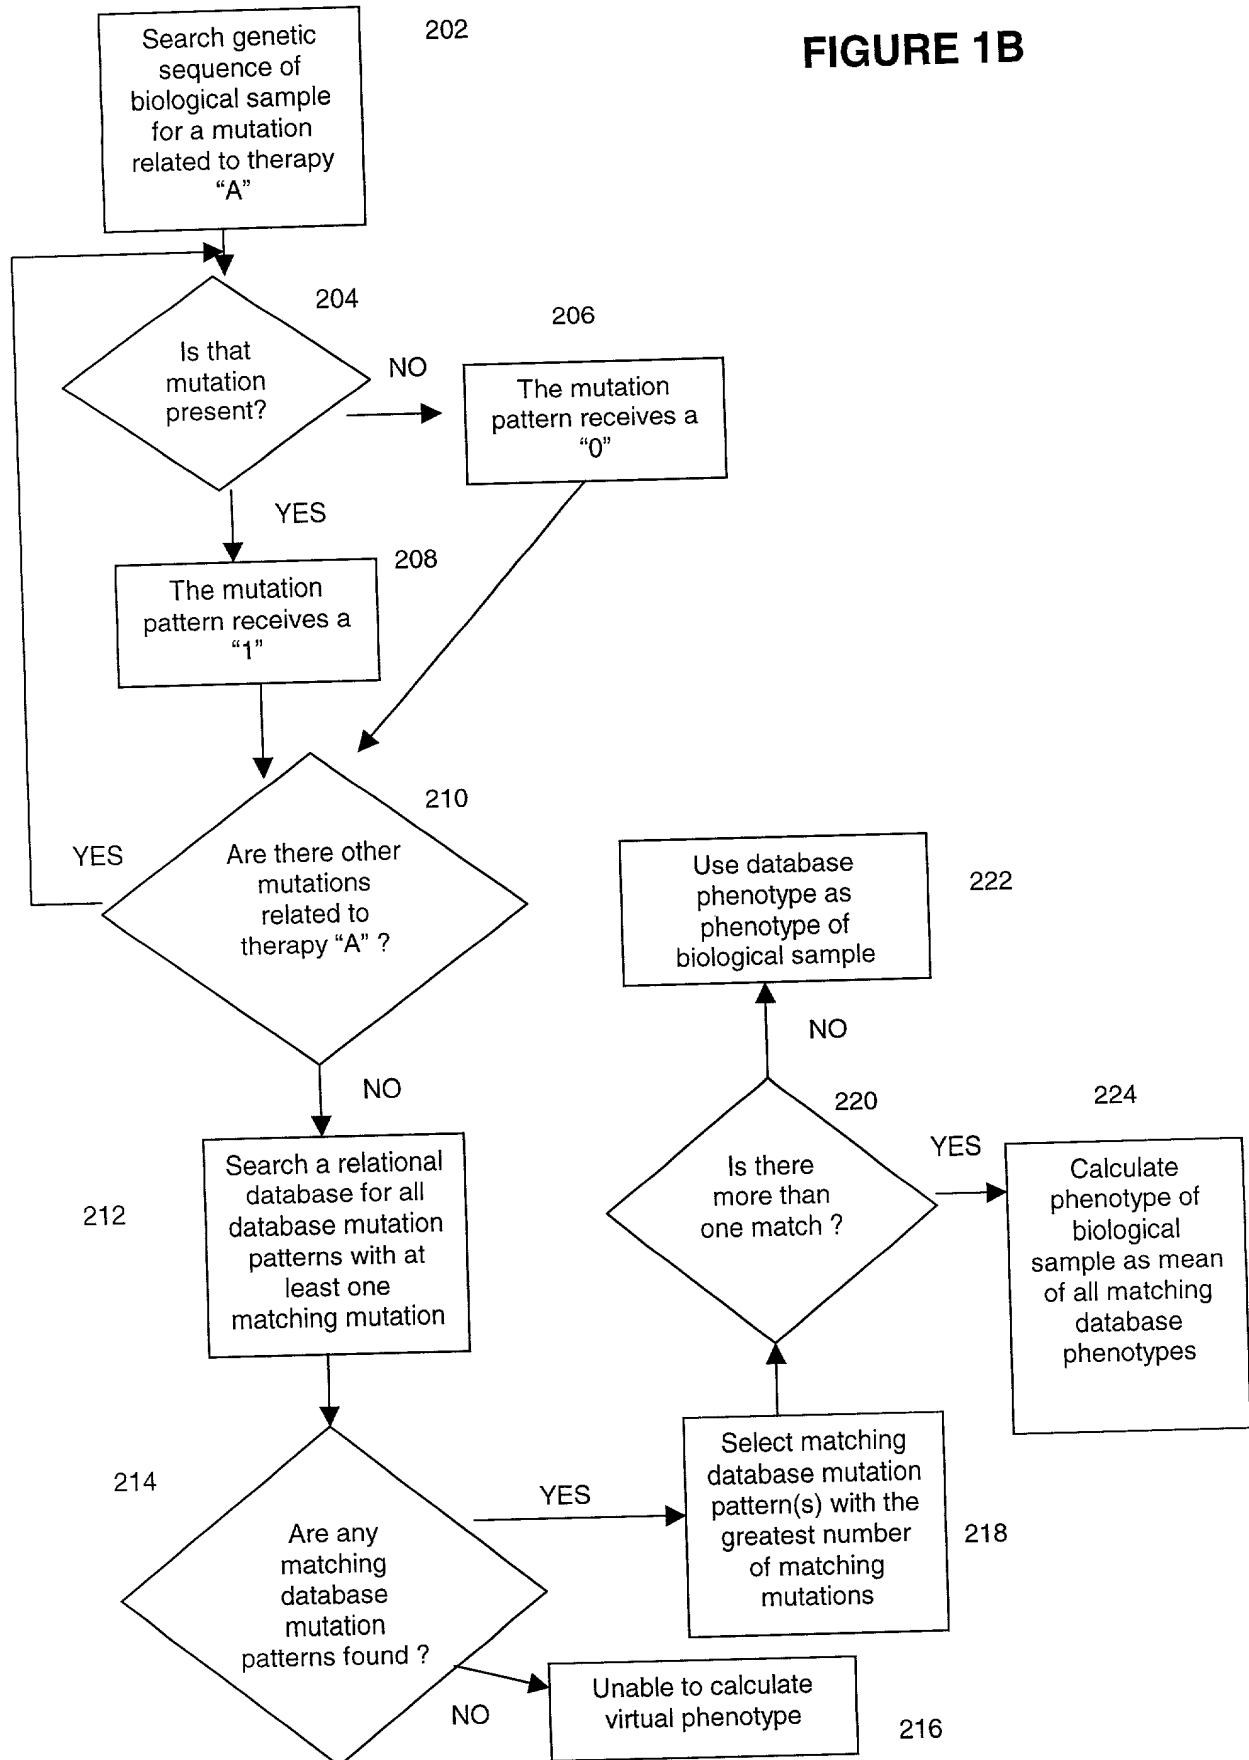 FIGURE 1B
202
Search genetic
sequence of
biological sample
for a mutation
related to therapy
“A”
204
Is that
mutation
present?
NO
206
The mutation
pattern receives a
“0”
YES
208
The mutation
pattern receives a
“1”
210
YES
Are there other
mutations
related to
therapy “A” ?
NO
212
Search a relational
database for all
database mutation
patterns with at
least one
matching mutation
214
Are any
matching
database
mutation
patterns found ?
NO
Unable to calculate
virtual phenotype
216
YES
Select matching
database mutation
pattern(s) with the
greatest number
of matching
mutations
218
220
Is there
more than
one match ?
NO
Use database
phenotype as
phenotype of
biological sample
222
YES
224
Calculate
phenotype of
biological
sample as mean
of all matching
database
phenotypes